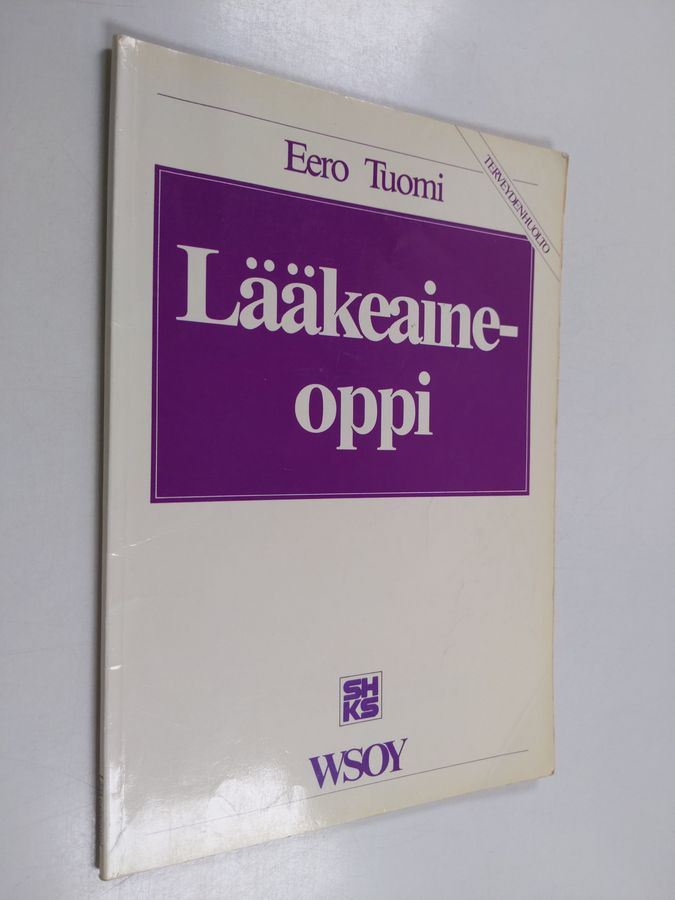 Eero Tuomi
TERVEYDENHUOLTO
Lääkeaine-
oppi
SH
KS
WSOY